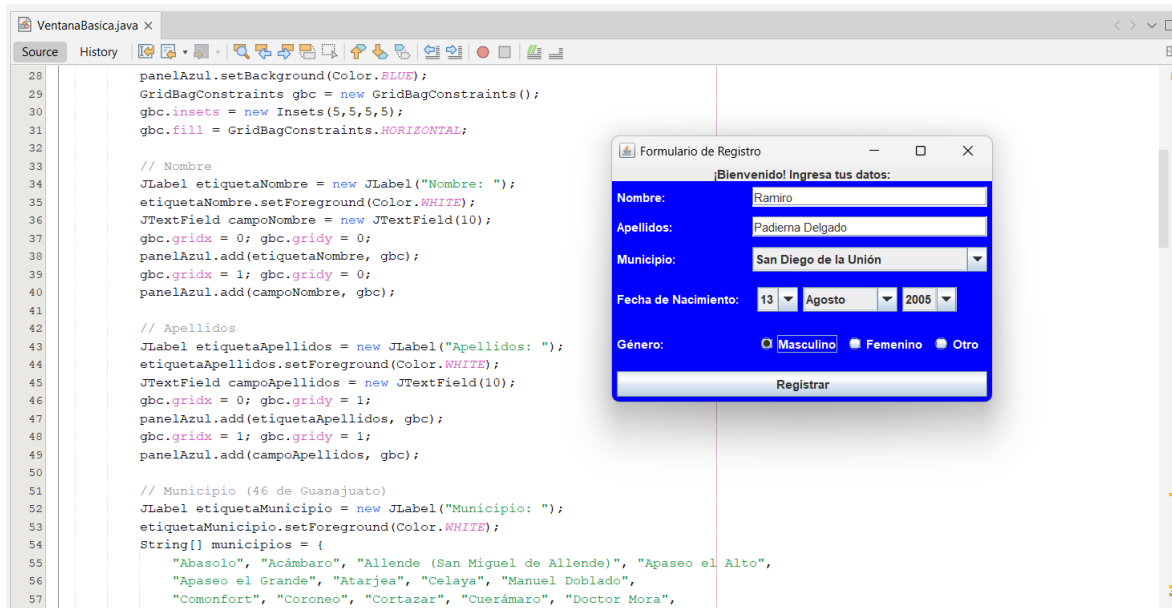 VentanaBasica.java
Source History
28 panelAzul.setBackground(Color.BLUE);
29 GridBagConstraints gbc = new GridBagConstraints();
30 gbc.insets = new Insets(5,5,5,5);
31 gbc.fill = GridBagConstraints.HORIZONTAL;
32
33 // Nombre
34 JLabel etiquetaNombre = new JLabel("Nombre: ");
35 etiquetaNombre.setForeground(Color.WHITE);
36 JTextField campoNombre = new JTextField(10);
37 gbc.gridx = 0; gbc.gridy = 0;
38 panelAzul.add(etiquetaNombre, gbc);
39 gbc.gridx = 1; gbc.gridy = 0;
40 panelAzul.add(campoNombre, gbc);
41
42 // Apellidos
43 JLabel etiquetaApellidos = new JLabel("Apellidos: ");
44 etiquetaApellidos.setForeground(Color.WHITE);
45 JTextField campoApellidos = new JTextField(10);
46 gbc.gridx = 0; gbc.gridy = 1;
47 panelAzul.add(etiquetaApellidos, gbc);
48 gbc.gridx = 1; gbc.gridy = 1;
49 panelAzul.add(campoApellidos, gbc);
50
51 // Municipio (46 de Guanajuato)
52 JLabel etiquetaMunicipio = new JLabel("Municipio: ");
53 etiquetaMunicipio.setForeground(Color.WHITE);
54 String[] municipios = {
55 "Abasolo", "Acámbaro", "Allende (San Miguel de Allende)", "Apaseo el Alto",
56 "Apaseo el Grande", "Atarjea", "Celaya", "Manuel Doblado",
57 "Comonfort", "Coroneo", "Cortazar", "Cuerámaro", "Doctor Mora",
Formulario de Registro
¡Bienvenido! Ingresa tus datos:
Nombre: Ramiro
Apellidos: Padierna Delgado
Municipio: San Diego de la Unión
Fecha de Nacimiento: 13 Agosto 2005
Género: Masculino Femenino Otro
Registrar